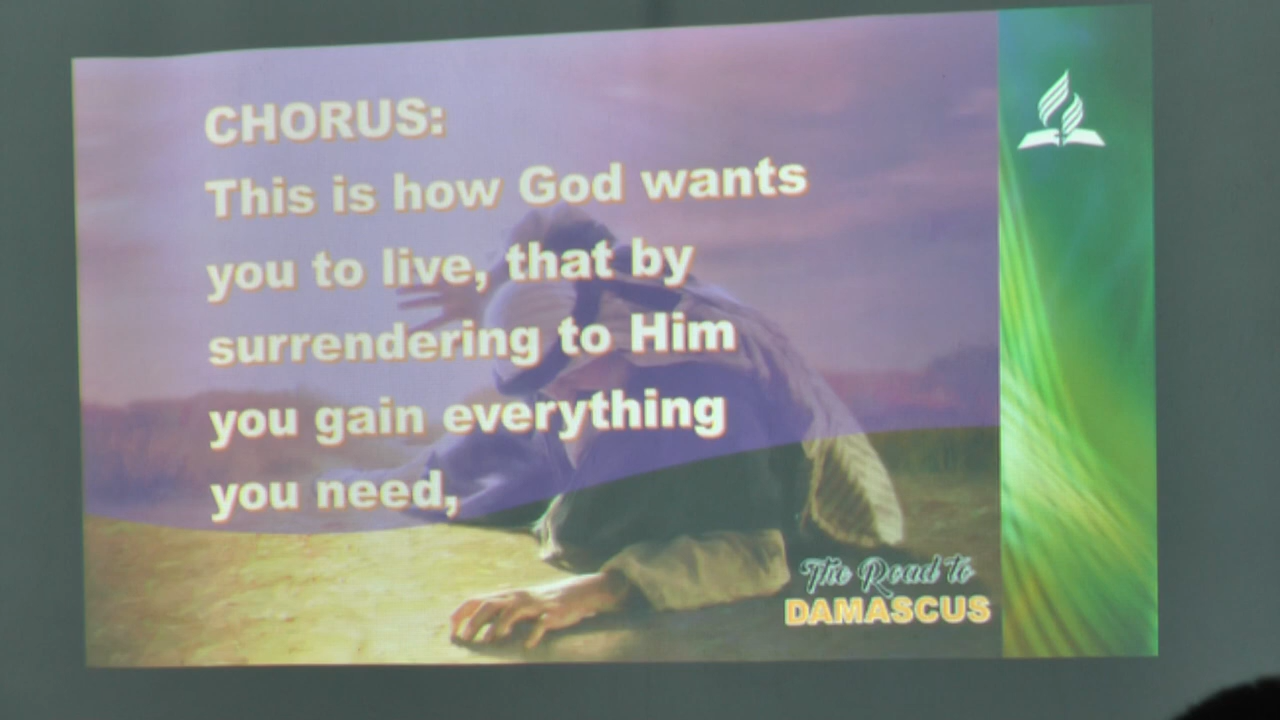 CHORUS:
This is how God wants
you to live, that by
surrendering to Him
you gain everything
you need,
The Road to
DAMASCUS